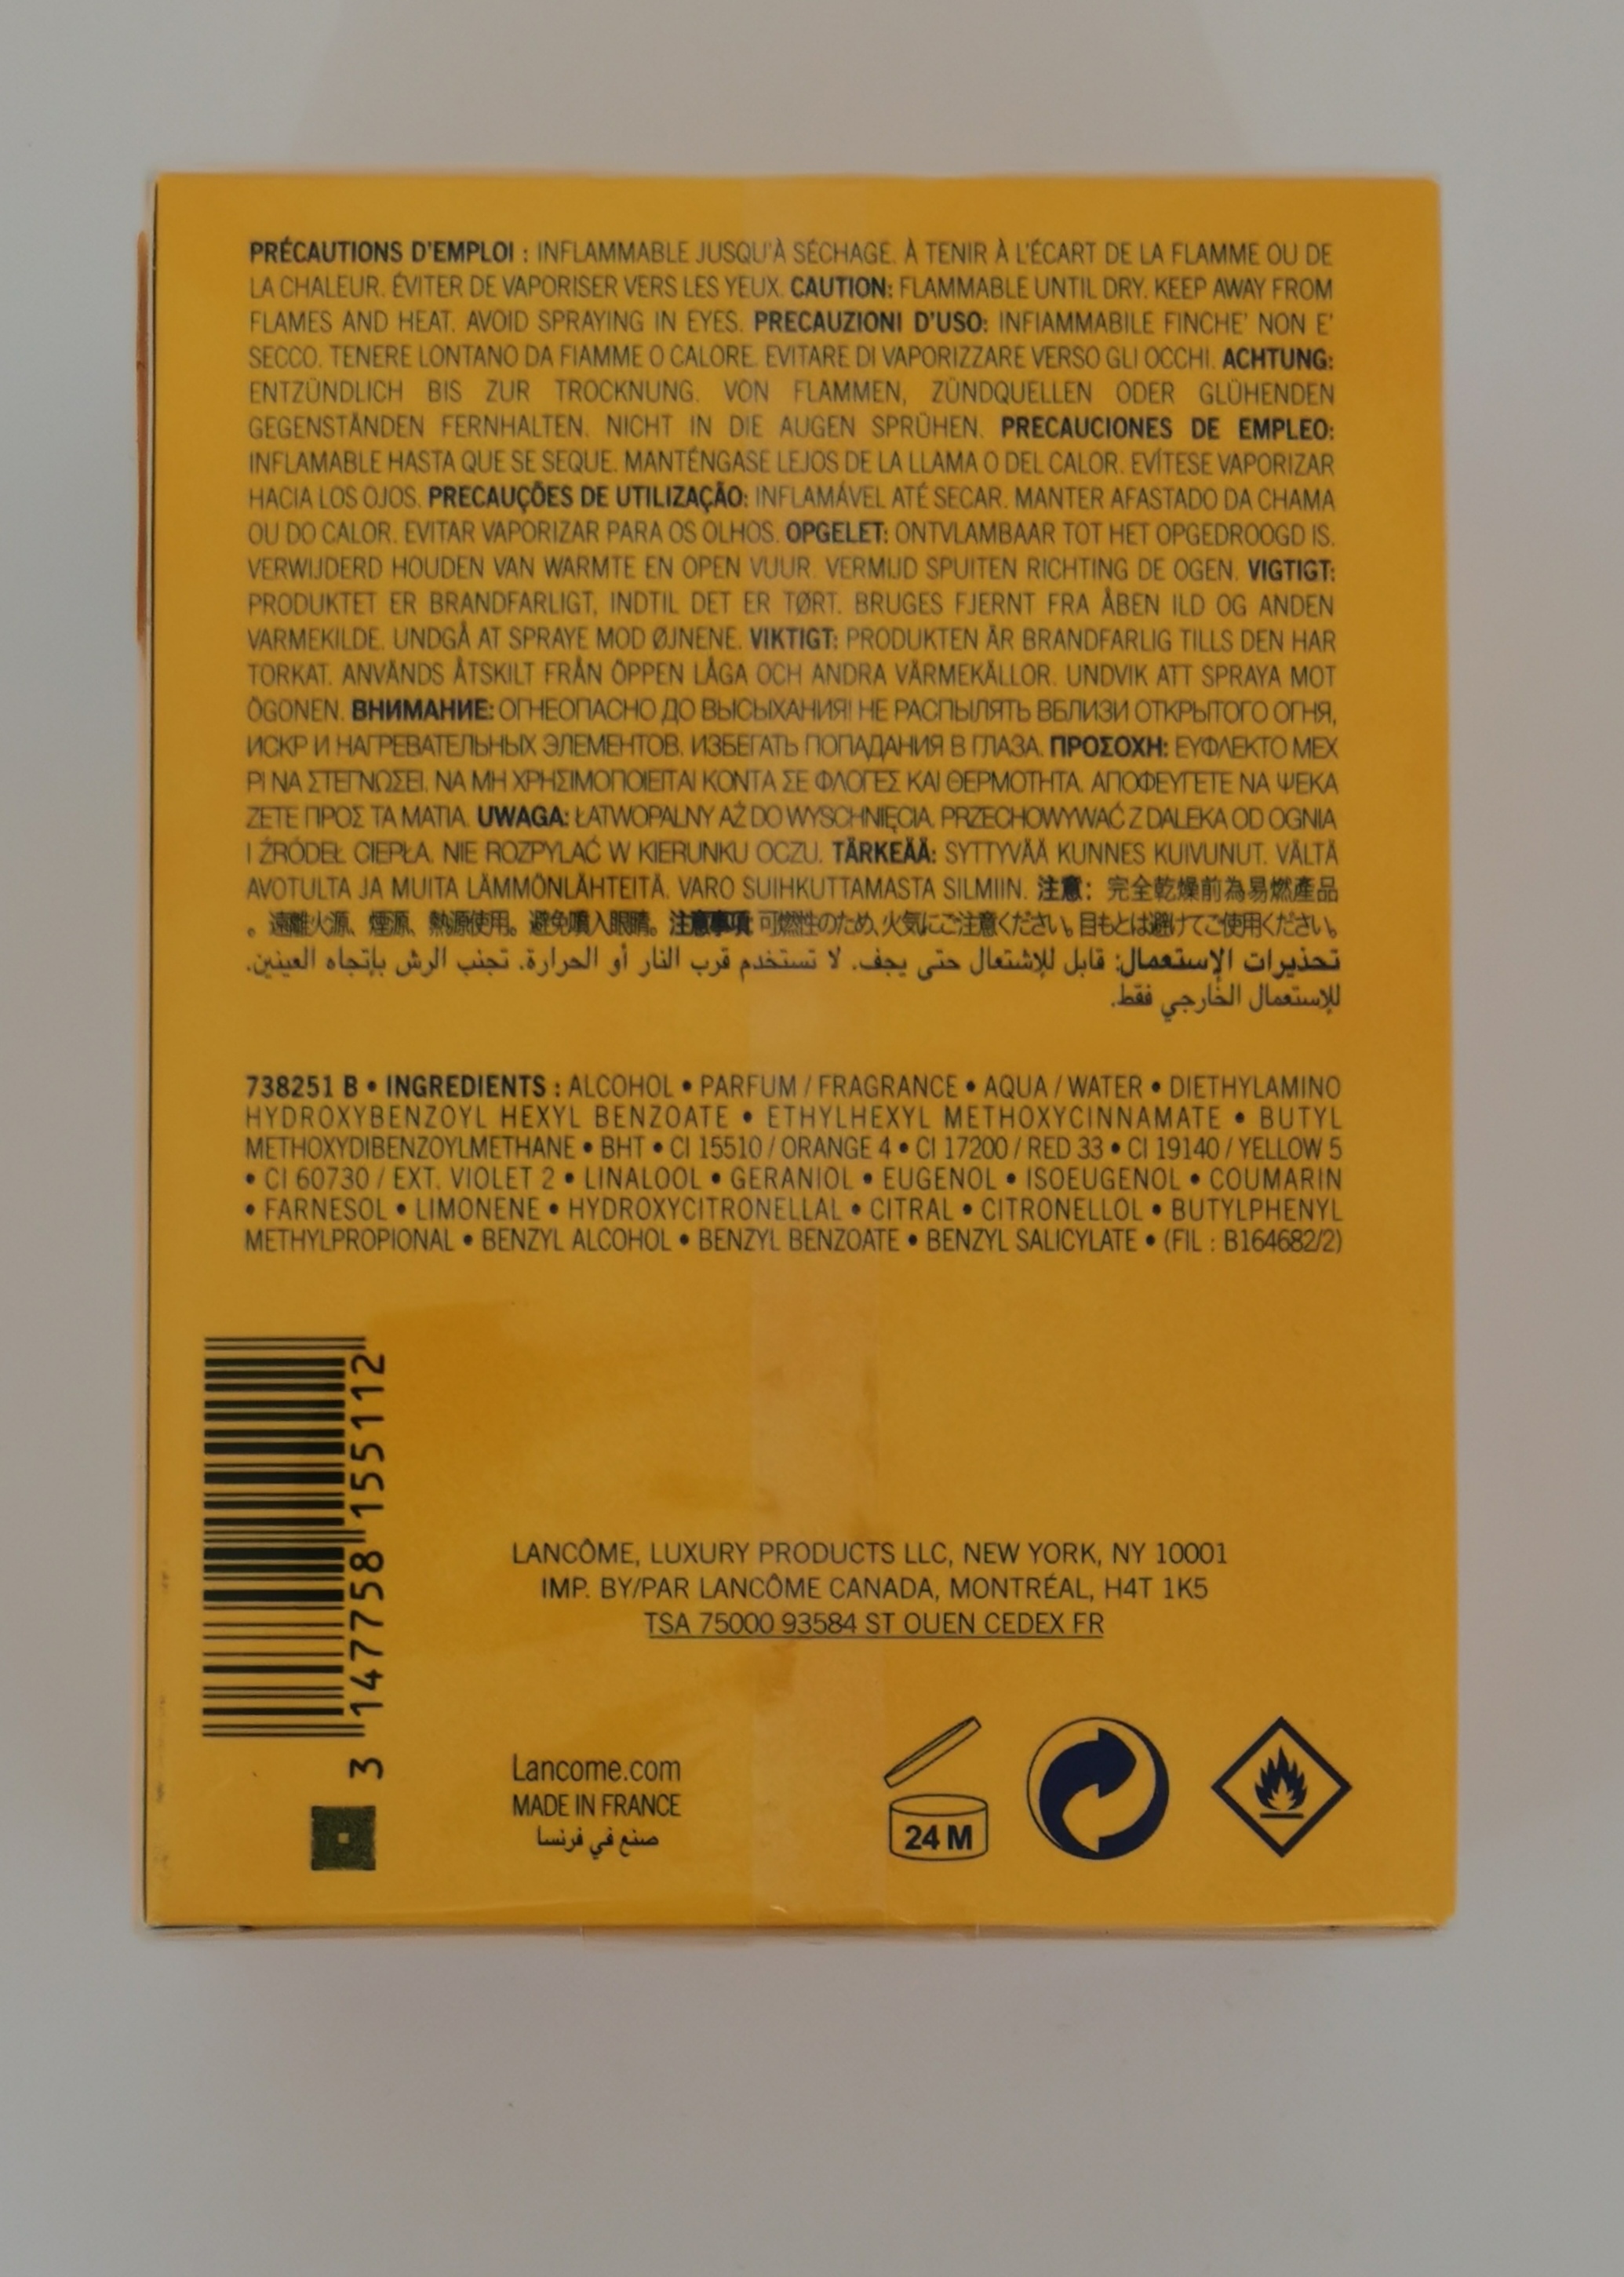 PRÉCAUTIONS D'EMPLOI : INFLAMMABLE JUSQU'À SÉCHAGE. À TENIR À L'ÉCART DE LA FLAMME OU DE
LA CHALEUR. ÉVITER DE VAPORISER VERS LES YEUX. CAUTION: FLAMMABLE UNTIL DRY. KEEP AWAY FROM
FLAMES AND HEAT. AVOID SPRAYING IN EYES. PRECAUZIONI D'USO: INFIAMMABILE FINCHE' NON E'
SECCO. TENERE LONTANO DA FIAMME O CALORE. EVITARE DI VAPORIZZARE VERSO GLI OCCHI. ACHTUNG:
ENTZÜNDLICH BIS ZUR TROCKNUNG. VON FLAMMEN, ZÜNDQUELLEN ODER GLÜHENDEN
GEGENSTÄNDEN FERNHALTEN. NICHT IN DIE AUGEN SPRÜHEN. PRECAUCIONES DE EMPLEO:
INFLAMABLE HASTA QUE SE SEQUE. MANTÉNGASE LEJOS DE LA LLAMA O DEL CALOR. EVÍTESE VAPORIZAR
HACIA LOS OJOS. PRECAUÇÕES DE UTILIZAÇÃO: INFLAMÁVEL ATÉ SECAR. MANTER AFASTADO DA CHAMA
OU DO CALOR. EVITAR VAPORIZAR PARA OS OLHOS. OPGELET: ONTVLAMBAAR TOT HET OPGEDROOGD IS.
VERWIJDERD HOUDEN VAN WARMTE EN OPEN VUUR. VERMIJD SPUITEN RICHTING DE OGEN. VIGTIGT:
PRODUKTET ER BRANDFARLIGT, INDTIL DET ER TØRT. BRUGES FJERNT FRA ÅBEN ILD OG ANDEN
VARMEKILDE. UNDGÅ AT SPRAYE MOD ØJNENE. VIKTIGT: PRODUKTEN ÄR BRANDFARLIG TILLS DEN HAR
TORKAT. ANVÄNDS ÅTSKILT FRÅN ÖPPEN LÅGA OCH ANDRA VÄRMEKÄLLOR. UNDVIK ATT SPRAYA MOT
ÖGONEN. ВНИМАНИЕ: ОГНЕОПАСНО ДО ВЫСЫХАНИЯ! НЕ РАСПЫЛЯТЬ ВБЛИЗИ ОТКРЫТОГО ОГНЯ,
ИСКР И НАГРЕВАТЕЛЬНЫХ ЭЛЕМЕНТОВ. ИЗБЕГАТЬ ПОПАДАНИЯ В ГЛАЗА. ΠΡΟΣΟΧΗ: ΕΥΦΛΕΚΤΟ ΜΕΧ
ΡΙ ΝΑ ΣΤΕΓΝΩΣΕΙ. ΝΑ ΜΗ ΧΡΗΣΙΜΟΠΟΙΕΙΤΑΙ ΚΟΝΤΑ ΣΕ ΦΛΟΓΕΣ ΚΑΙ ΘΕΡΜΟΤΗΤΑ. ΑΠΟΦΕΥΓΕΤΕ ΝΑ ΨΕΚΑ
ΖΕΤΕ ΠΡΟΣ ΤΑ ΜΑΤΙΑ. UWAGA: ŁATWOPALNY AŻ DO WYSCHNIĘCIA. PRZECHOWYWAĆ Z DALEKA OD OGNIA
I ŹRÓDEŁ CIEPŁA. NIE ROZPYLAĆ W KIERUNKU OCZU. TÄRKEÄÄ: SYTTYVÄÄ KUNNES KUIVUNUT. VÄLTÄ
AVOTULTA JA MUITA LÄMMÖNLÄHTEITÄ. VARO SUIHKUTTAMASTA SILMIIN. 注意：完全乾燥前為易燃產品
。遠離火源、煙源、熱源使用。避免噴入眼睛。注意事項:可燃性のため、火気にご注意ください。目もとは避けてご使用ください。
تحذيرات الإستعمال: قابل للإشتعال حتى يجف. لا تستخدم قرب النار أو الحرارة. تجنب الرش بإتجاه العينين.
للإستعمال الخارجي فقط.
738251 B • INGREDIENTS : ALCOHOL • PARFUM / FRAGRANCE • AQUA / WATER • DIETHYLAMINO
HYDROXYBENZOYL HEXYL BENZOATE • ETHYLHEXYL METHOXYCINNAMATE • BUTYL
METHOXYDIBENZOYLMETHANE • BHT • CI 15510 / ORANGE 4 • CI 17200 / RED 33 • CI 19140 / YELLOW 5
• CI 60730 / EXT. VIOLET 2 • LINALOOL • GERANIOL • EUGENOL • ISOEUGENOL • COUMARIN
• FARNESOL • LIMONENE • HYDROXYCITRONELLAL • CITRAL • CITRONELLOL • BUTYLPHENYL
METHYLPROPIONAL • BENZYL ALCOHOL • BENZYL BENZOATE • BENZYL SALICYLATE • (FIL : B164682/2)
3 147758 155112
LANCÔME, LUXURY PRODUCTS LLC, NEW YORK, NY 10001
IMP. BY/PAR LANCÔME CANADA, MONTRÉAL, H4T 1K5
TSA 75000 93584 ST OUEN CEDEX FR
Lancome.com
MADE IN FRANCE
صنع في فرنسا
24 M